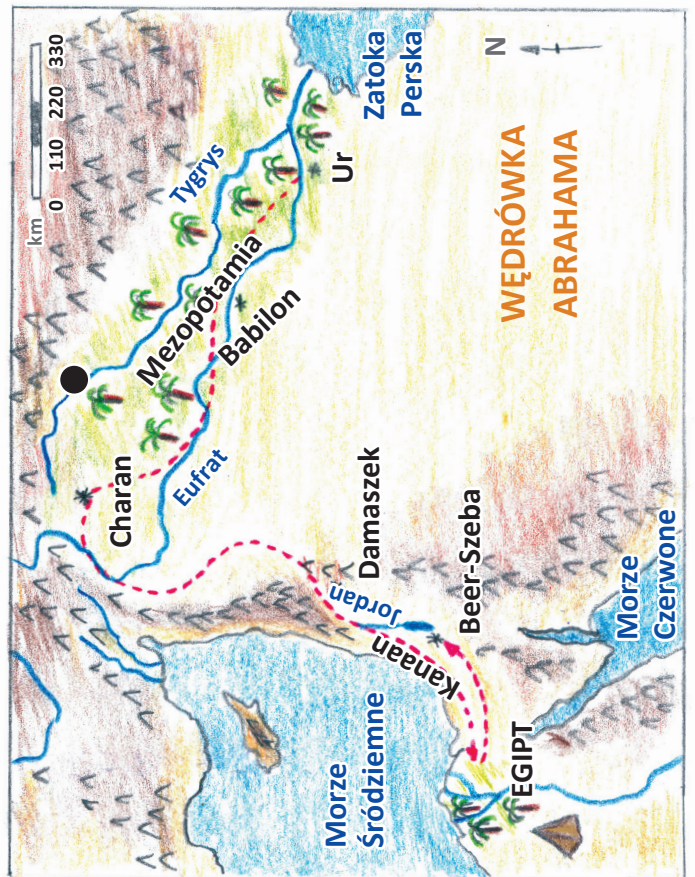 km
0 110 220 330
Tygrys
Zatoka
Perska
N
Mezopotamia
Ur
Charan
Babilon
Eufrat
WĘDRÓWKA
ABRAHAMA
Damaszek
Jordan
Kanaan
Beer-Szeba
Morze
Śródziemne
EGIPT
Morze
Czerwone